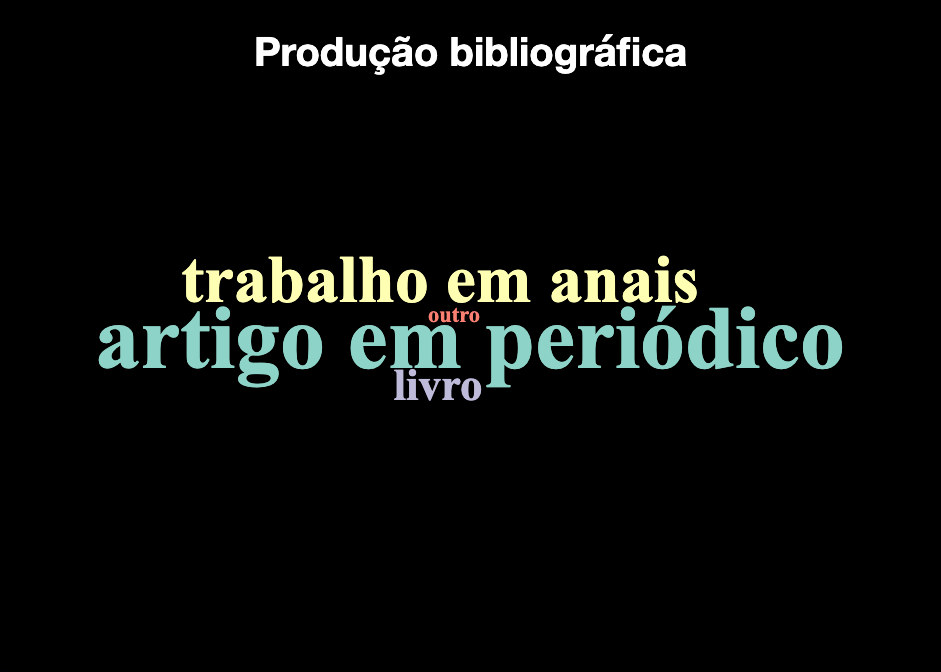 Produção bibliográfica
trabalho em anais
outro
artigo em periódico
livro